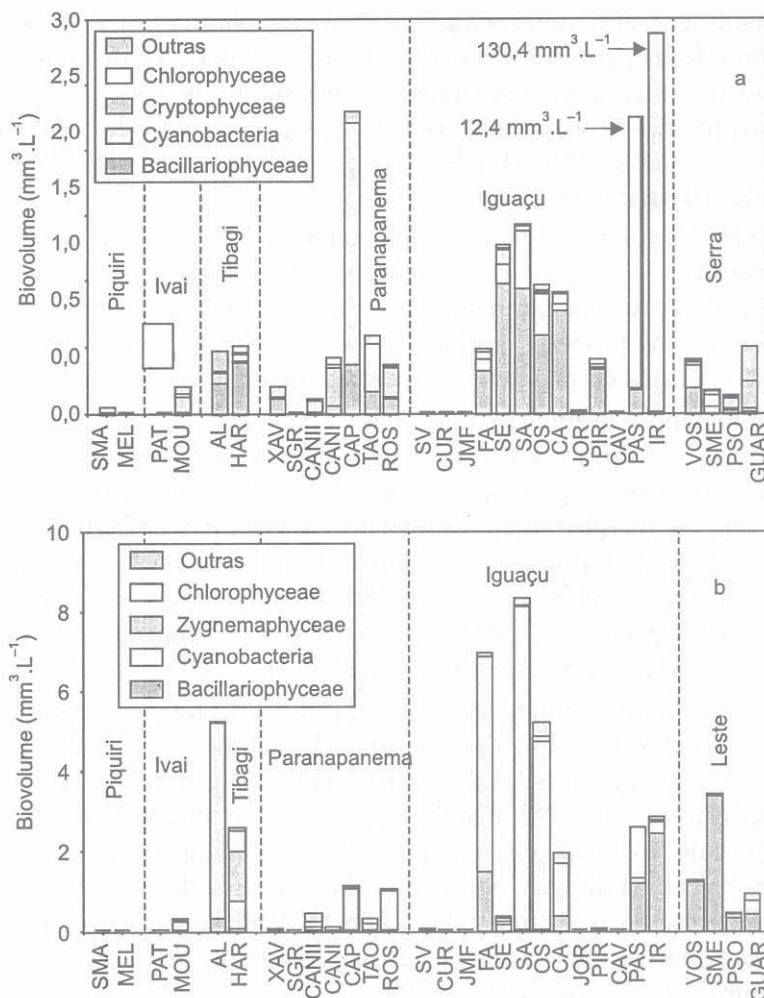 3,0
2,5
2,0
1,5
1,0
0,5
0,0
0,0
Biovolume (mm³.L⁻¹)
Outras
Chlorophyceae
Cryptophyceae
Cyanobacteria
Bacillariophyceae
130,4 mm³.L⁻¹
12,4 mm³.L⁻¹
a
Piquiri
Ivai
Tibagi
Paranapanema
Iguaçu
Serra
SMA MEL PAT MOU AL HAR XAV SGR CANII CANI CAP TAO ROS SV CUR JMF FA SE SA OS CA JOR PIR CAV PAS IR VOS SME PSO GUAR
10
8
6
4
2
0
Biovolume (mm³.L⁻¹)
Outras
Chlorophyceae
Zygnemaphyceae
Cyanobacteria
Bacillariophyceae
b
Piquiri
Ivai
Tibagi
Paranapanema
Iguaçu
Leste
SMA MEL PAT MOU AL HAR XAV SGR CANII CANI CAP TAO ROS SV CUR JMF FA SE SA OS CA JOR PIR CAV PAS IR VOS SME PSO GUAR